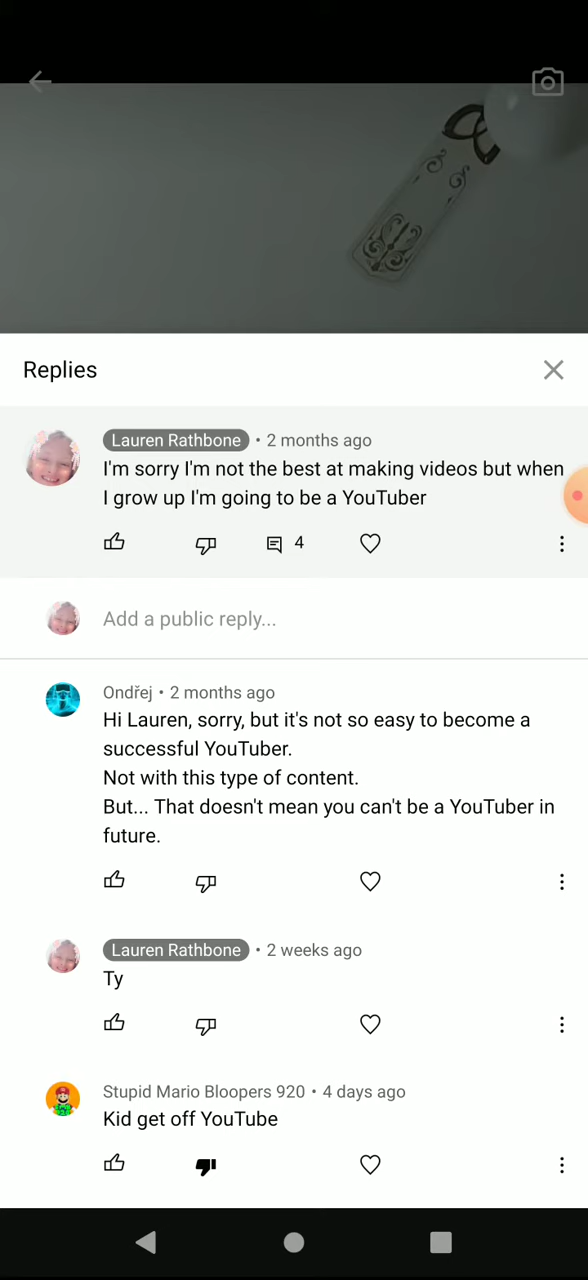 Replies
Lauren Rathbone • 2 months ago
I'm sorry I'm not the best at making videos but when
I grow up I'm going to be a YouTuber
4
Add a public reply...
Ondřej • 2 months ago
Hi Lauren, sorry, but it's not so easy to become a
successful YouTuber.
Not with this type of content.
But... That doesn't mean you can't be a YouTuber in
future.
Lauren Rathbone • 2 weeks ago
Ty
Stupid Mario Bloopers 920 • 4 days ago
Kid get off YouTube